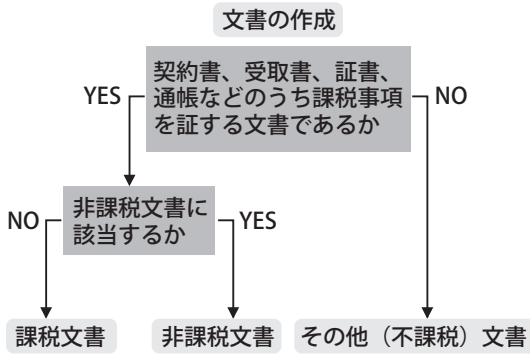 文書の作成
契約書、受取書、証書、
通帳などのうち課税事項
を証する文書であるか
YES
NO
非課税文書に
該当するか
NO
YES
課税文書
非課税文書
その他（不課税）文書